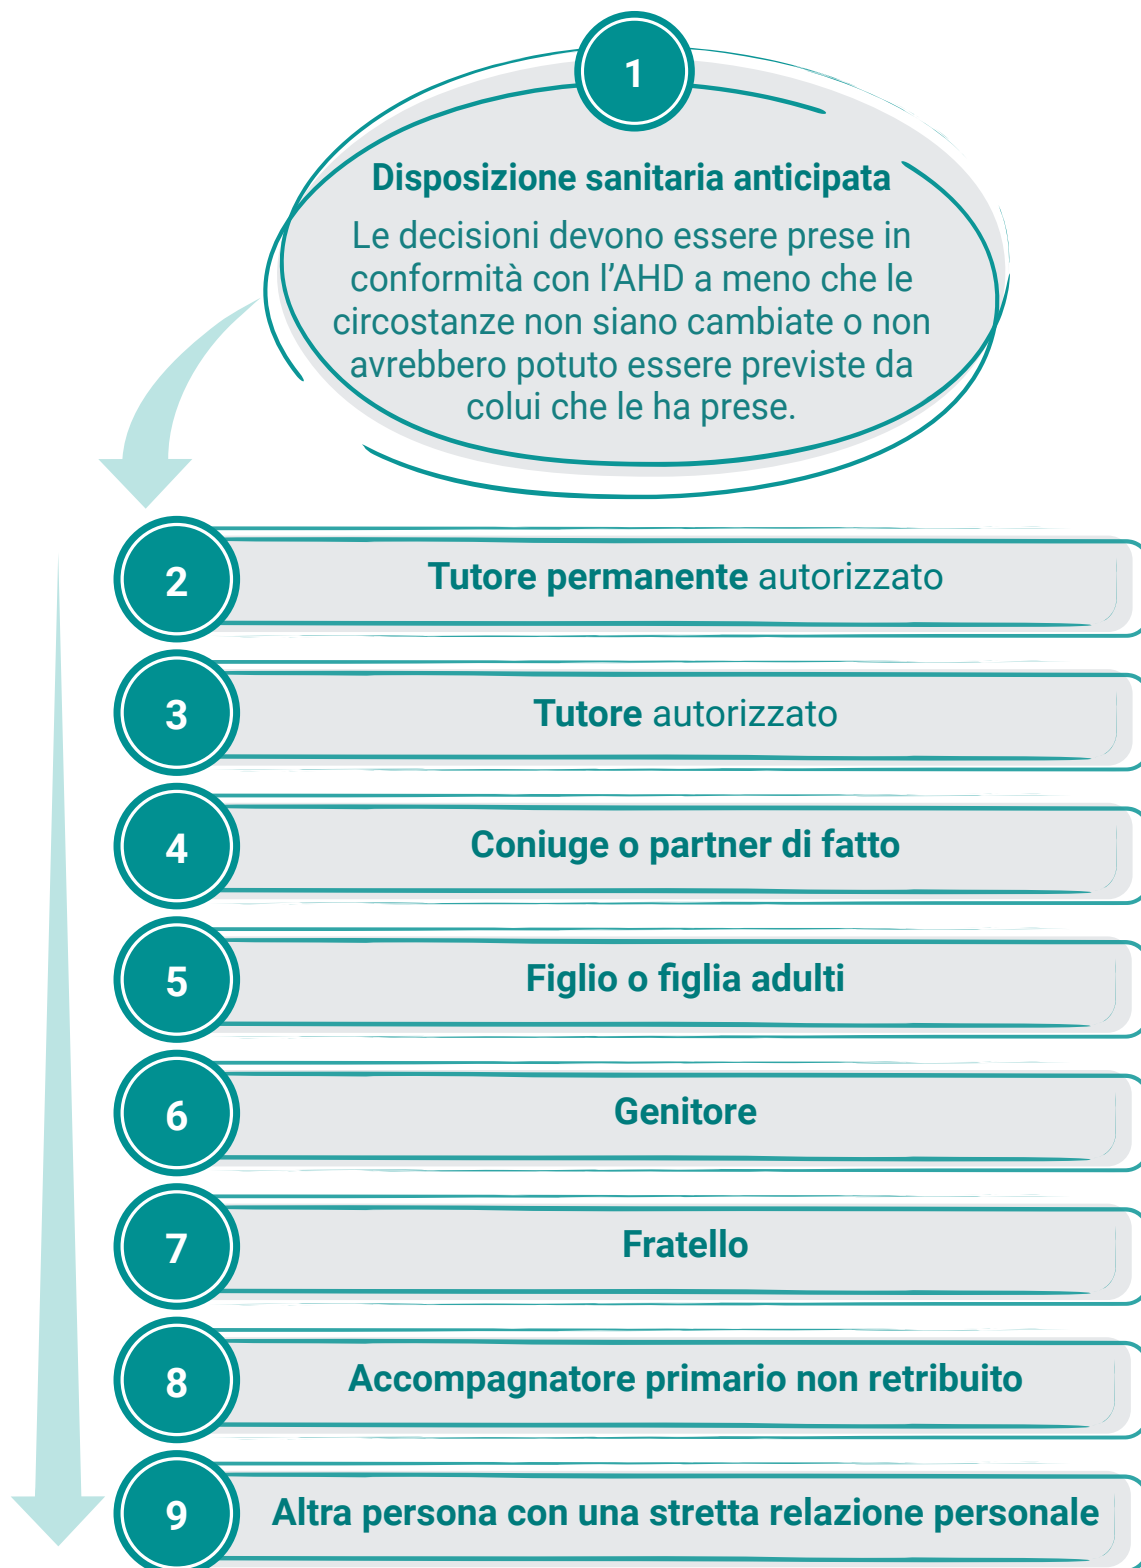 1
Disposizione sanitaria anticipata
Le decisioni devono essere prese in
conformità con l’AHD a meno che le
circostanze non siano cambiate o non
avrebbero potuto essere previste da
colui che le ha prese.
2
Tutore permanente autorizzato
3
Tutore autorizzato
4
Coniuge o partner di fatto
5
Figlio o figlia adulti
6
Genitore
7
Fratello
8
Accompagnatore primario non retribuito
9
Altra persona con una stretta relazione personale